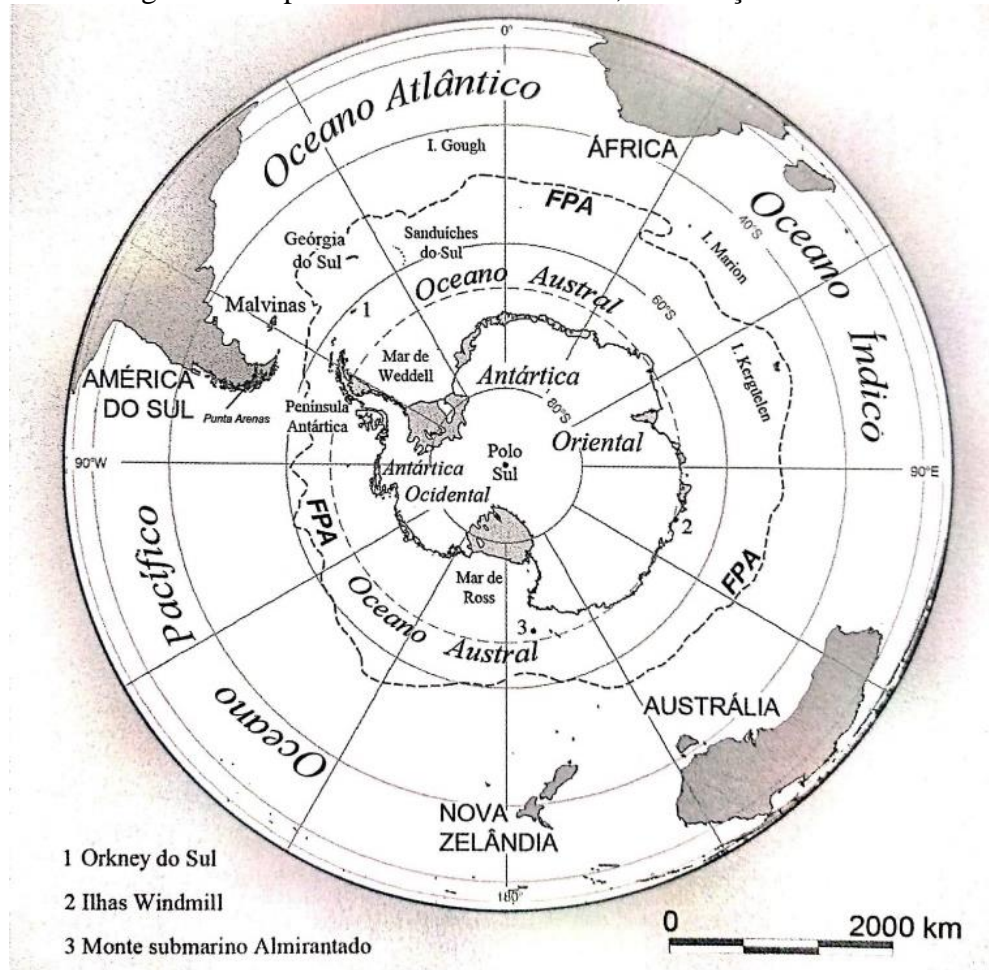 0°
Oceano Atlântico
I. Gough
ÁFRICA
FPA
Oceano
Índico
40°S
Geórgia
do Sul
Sanduíches
do Sul
I. Marion
Oceano Austral
60°S
Malvinas
1
Mar de
Weddell
I. Kerguelen
Antártica
80°S
AMÉRICA
DO SUL
Punta Arenas
Península
Antártica
Oriental
90°W
Polo
Sul
90°E
Antártica
Ocidental
FPA
2
Mar de
Ross
FPA
Oceano
Pacífico
3
Oceano
Austral
AUSTRÁLIA
NOVA
ZELÂNDIA
180°
1 Orkney do Sul
2 Ilhas Windmill
3 Monte submarino Almirantado
0 2000 km